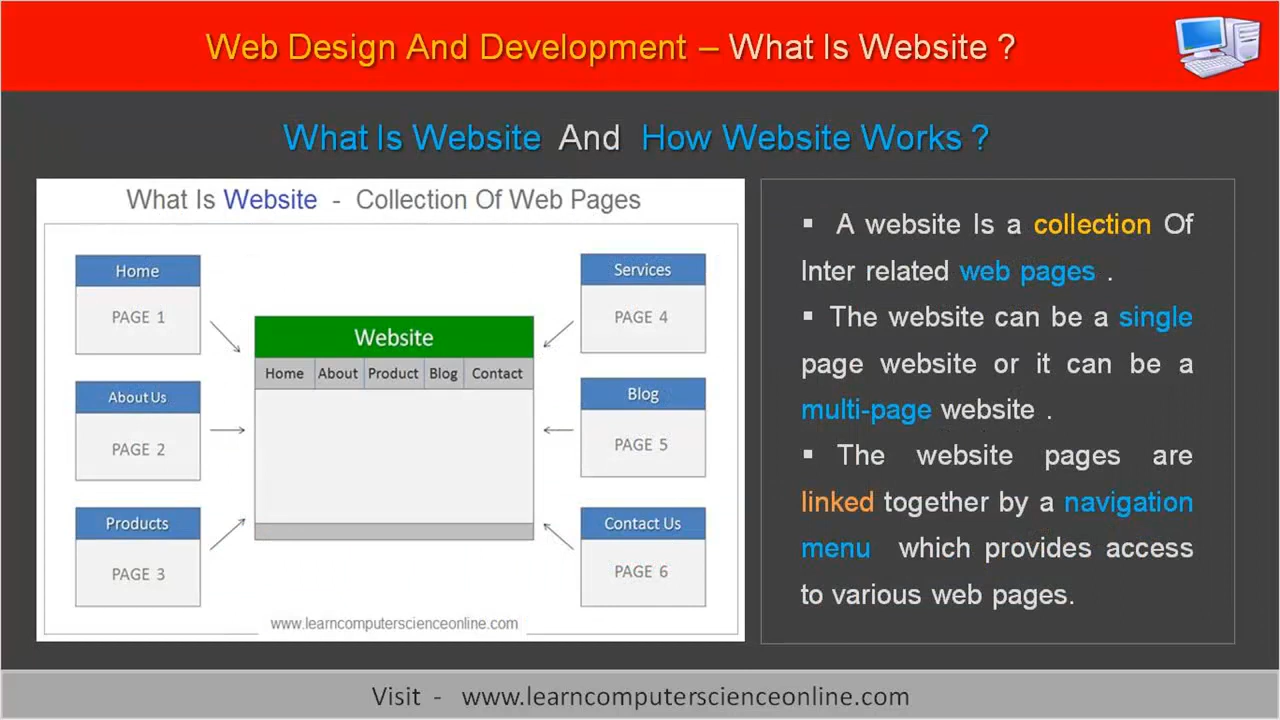 Web Design And Development – What Is Website ?
What Is Website And How Website Works ?
What Is Website - Collection Of Web Pages
Home
PAGE 1
About Us
PAGE 2
Products
PAGE 3
Website
Home About Product Blog Contact
Services
PAGE 4
Blog
PAGE 5
Contact Us
PAGE 6
www.learncomputerscienceonline.com
▪ A website Is a collection Of
Inter related web pages .
▪ The website can be a single
page website or it can be a
multi-page website .
▪ The website pages are
linked together by a navigation
menu which provides access
to various web pages.
Visit - www.learncomputerscienceonline.com